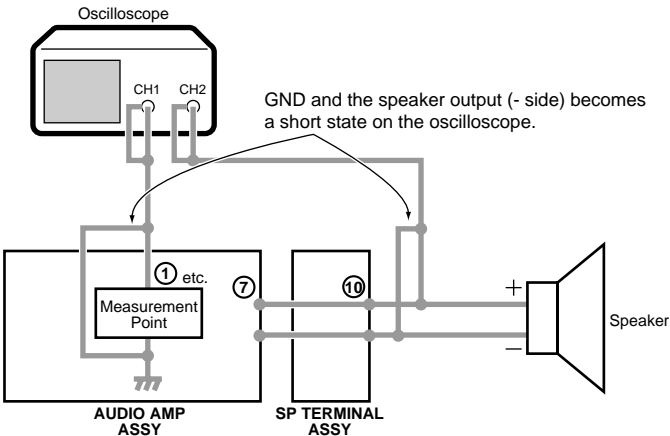 Oscilloscope
CH1
CH2
GND and the speaker output (- side) becomes
a short state on the oscilloscope.
1 etc.
7
10
Measurement
Point
+
−
Speaker
AUDIO AMP
ASSY
SP TERMINAL
ASSY